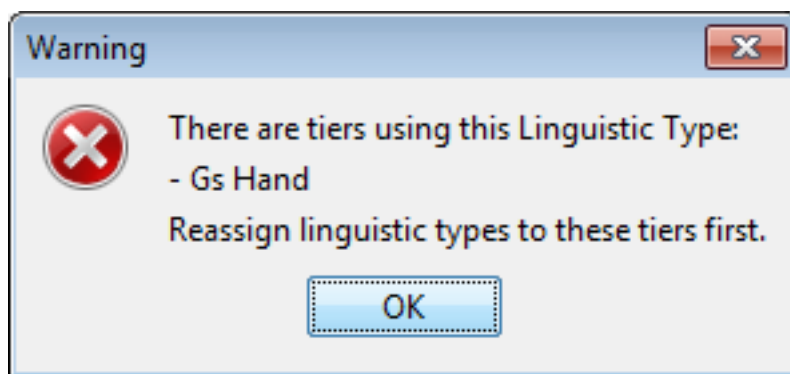 Warning
There are tiers using this Linguistic Type:
- Gs Hand
Reassign linguistic types to these tiers first.
OK